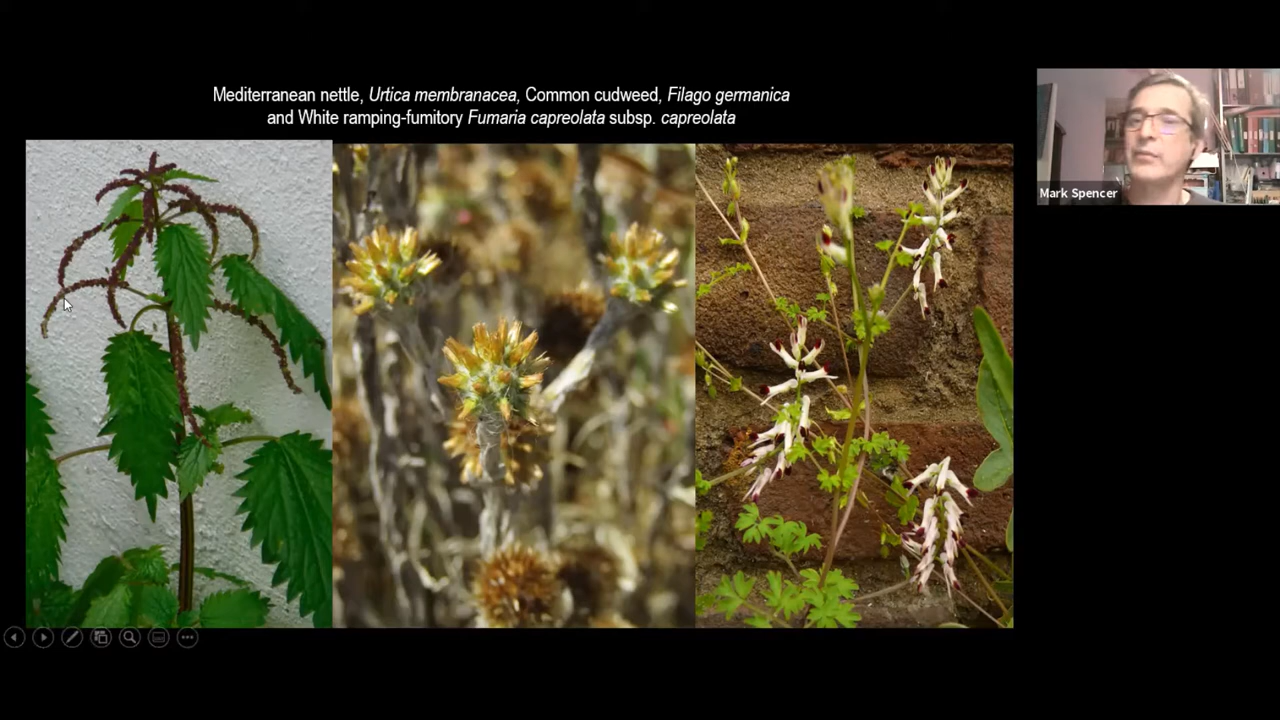 Mediterranean nettle, Urtica membranacea, Common cudweed, Filago germanica
and White ramping-fumitory Fumaria capreolata subsp. capreolata
Mark Spencer